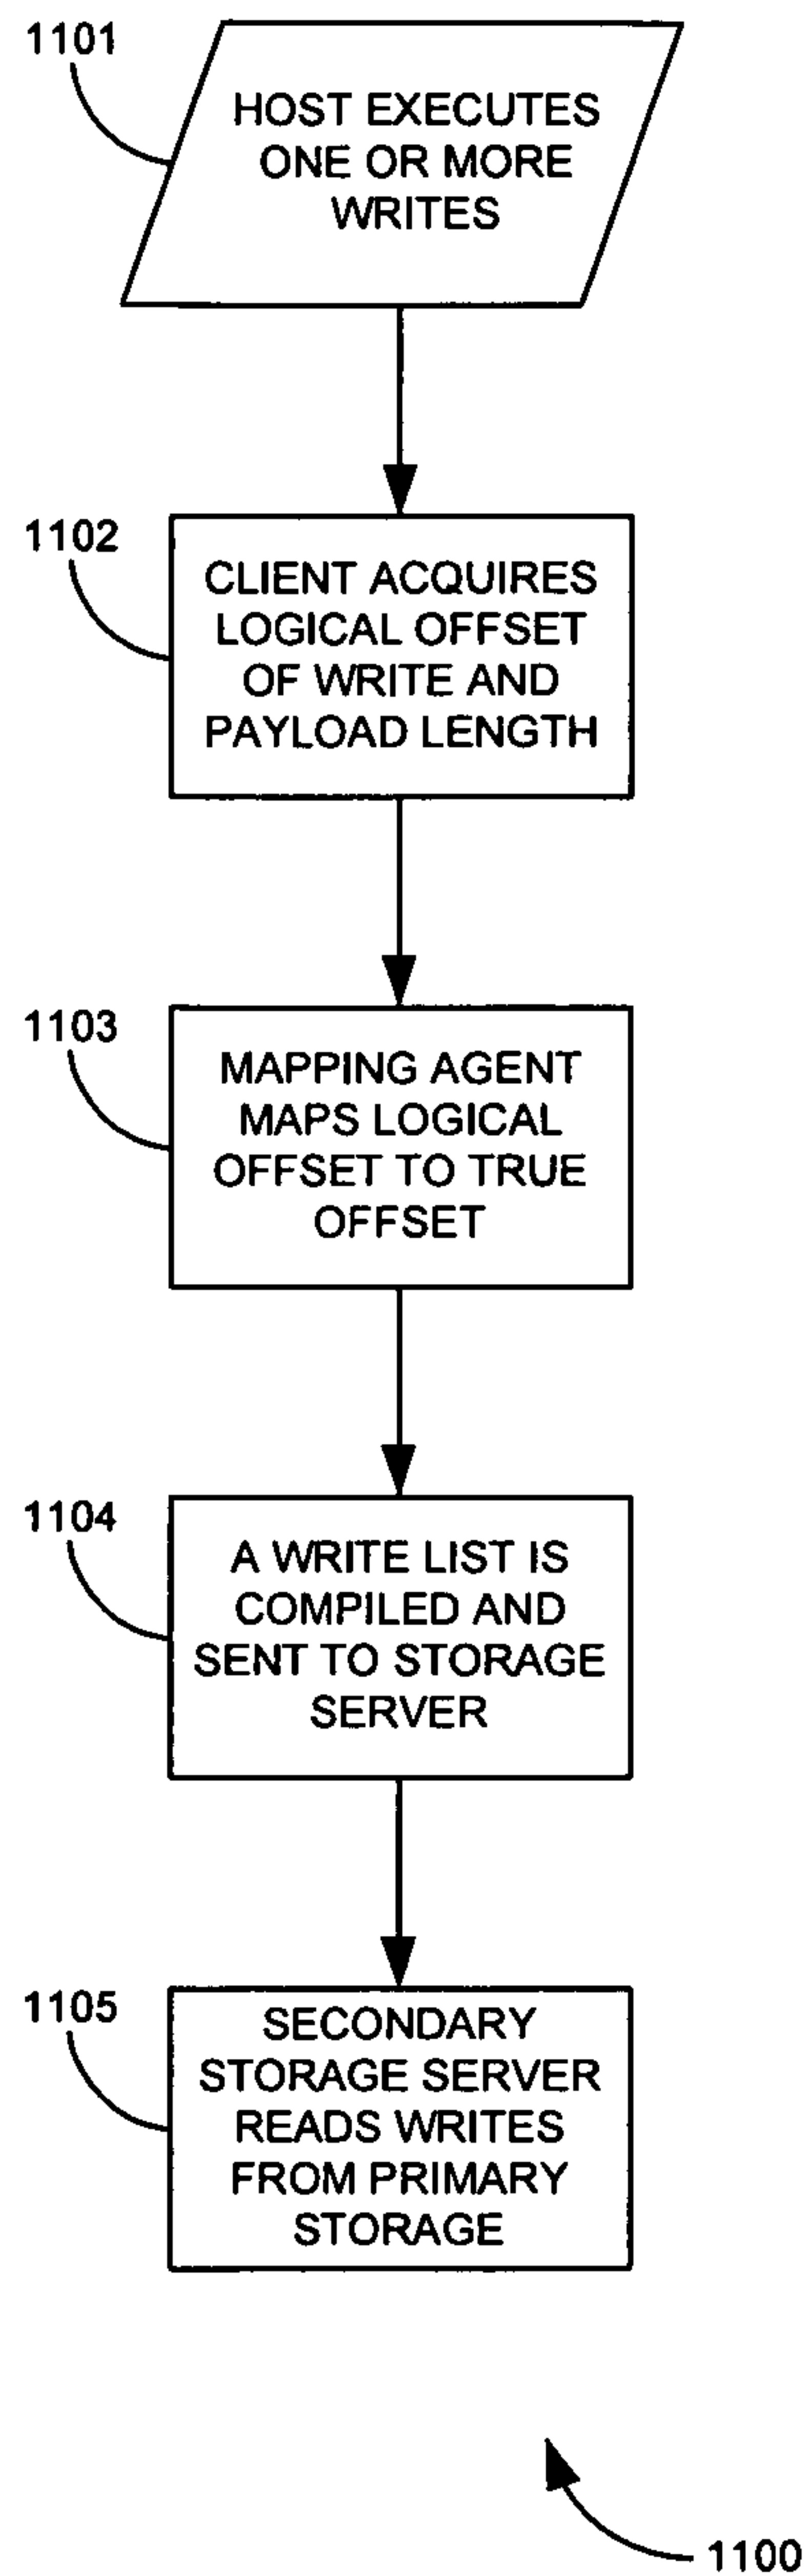 1101
HOST EXECUTES
ONE OR MORE
WRITES
1102
CLIENT ACQUIRES
LOGICAL OFFSET
OF WRITE AND
PAYLOAD LENGTH
1103
MAPPING AGENT
MAPS LOGICAL
OFFSET TO TRUE
OFFSET
1104
A WRITE LIST IS
COMPILED AND
SENT TO STORAGE
SERVER
1105
SECONDARY
STORAGE SERVER
READS WRITES
FROM PRIMARY
STORAGE
1100